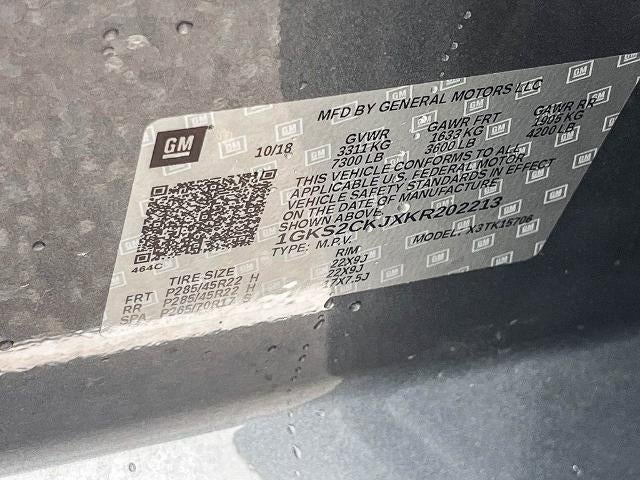 GM
MFD BY GENERAL MOTORS LLC
10/18
GVWR GAWR FRT GAWR RR
3311 KG 1633 KG 1905 KG
7300 LB 3600 LB 4200 LB
THIS VEHICLE CONFORMS TO ALL
APPLICABLE U.S. FEDERAL MOTOR
VEHICLE SAFETY STANDARDS IN EFFECT
ON THE DATE OF MANUFACTURE
SHOWN ABOVE.
1GKS2CKJXKR202213
TYPE: M.P.V. MODEL: X3TK15706
464C
TIRE SIZE RIM
FRT P285/45R22 H 22X9J
RR P285/45R22 H 22X9J
SPA P265/70R17 S 17X7.5J